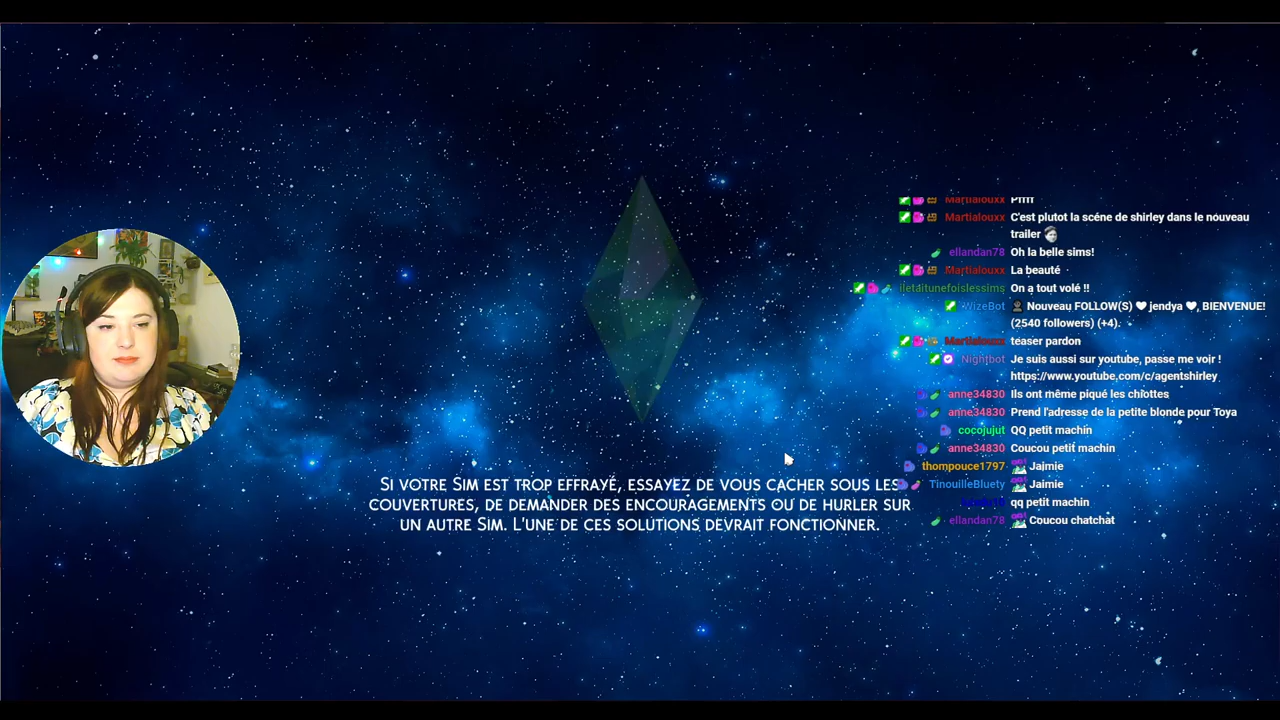 Martialouxx Pffff
Martialouxx C'est plutot la scéne de shirley dans le nouveau
trailer
ellandan78 Oh la belle sims!
Martialouxx La beauté
iletaitunefoislessims On a tout volé !!
WizeBot Nouveau FOLLOW(S) jendya , BIENVENUE!
(2540 followers) (+4).
Martialouxx teaser pardon
Nightbot Je suis aussi sur youtube, passe me voir !
https://www.youtube.com/c/agentshirley
anne34830 Ils ont même piqué les chiottes
anne34830 Prend l'adresse de la petite blonde pour Toya
cocojujut QQ petit machin
anne34830 Coucou petit machin
thompouce1797 Jaimie
TinouilleBluety Jaimie
qq petit machin
ellandan78 Coucou chatchat
Si votre Sim est trop effrayé, essayez de vous cacher sous les
couvertures, de demander des encouragements ou de hurler sur
un autre Sim. L'une de ces solutions devrait fonctionner.